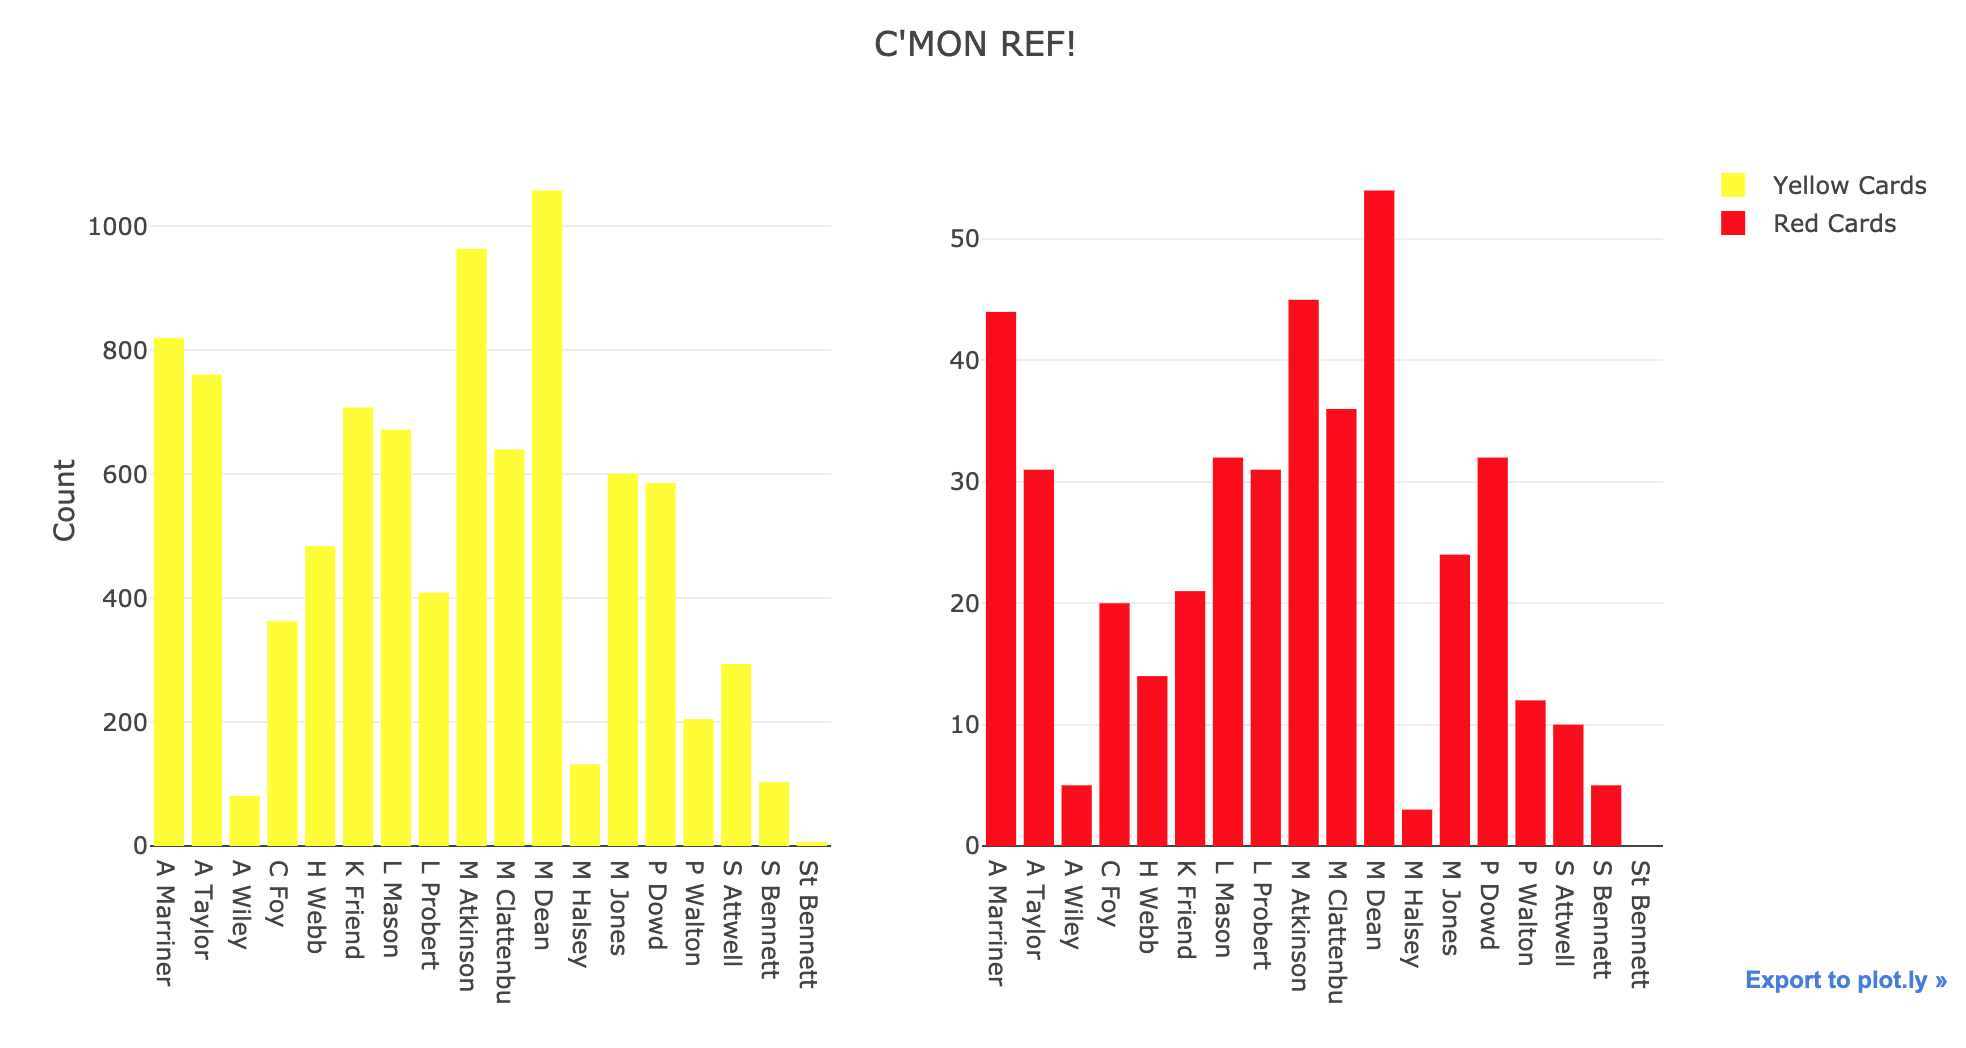 C'MON REF!
Count
1000
800
600
400
200
0
A Marriner
A Taylor
A Wiley
C Foy
H Webb
K Friend
L Mason
L Probert
M Atkinson
M Clattenbu
M Dean
M Halsey
M Jones
P Dowd
P Walton
S Attwell
S Bennett
St Bennett
50
40
30
20
10
0
A Marriner
A Taylor
A Wiley
C Foy
H Webb
K Friend
L Mason
L Probert
M Atkinson
M Clattenbu
M Dean
M Halsey
M Jones
P Dowd
P Walton
S Attwell
S Bennett
St Bennett
Yellow Cards
Red Cards
Export to plot.ly »